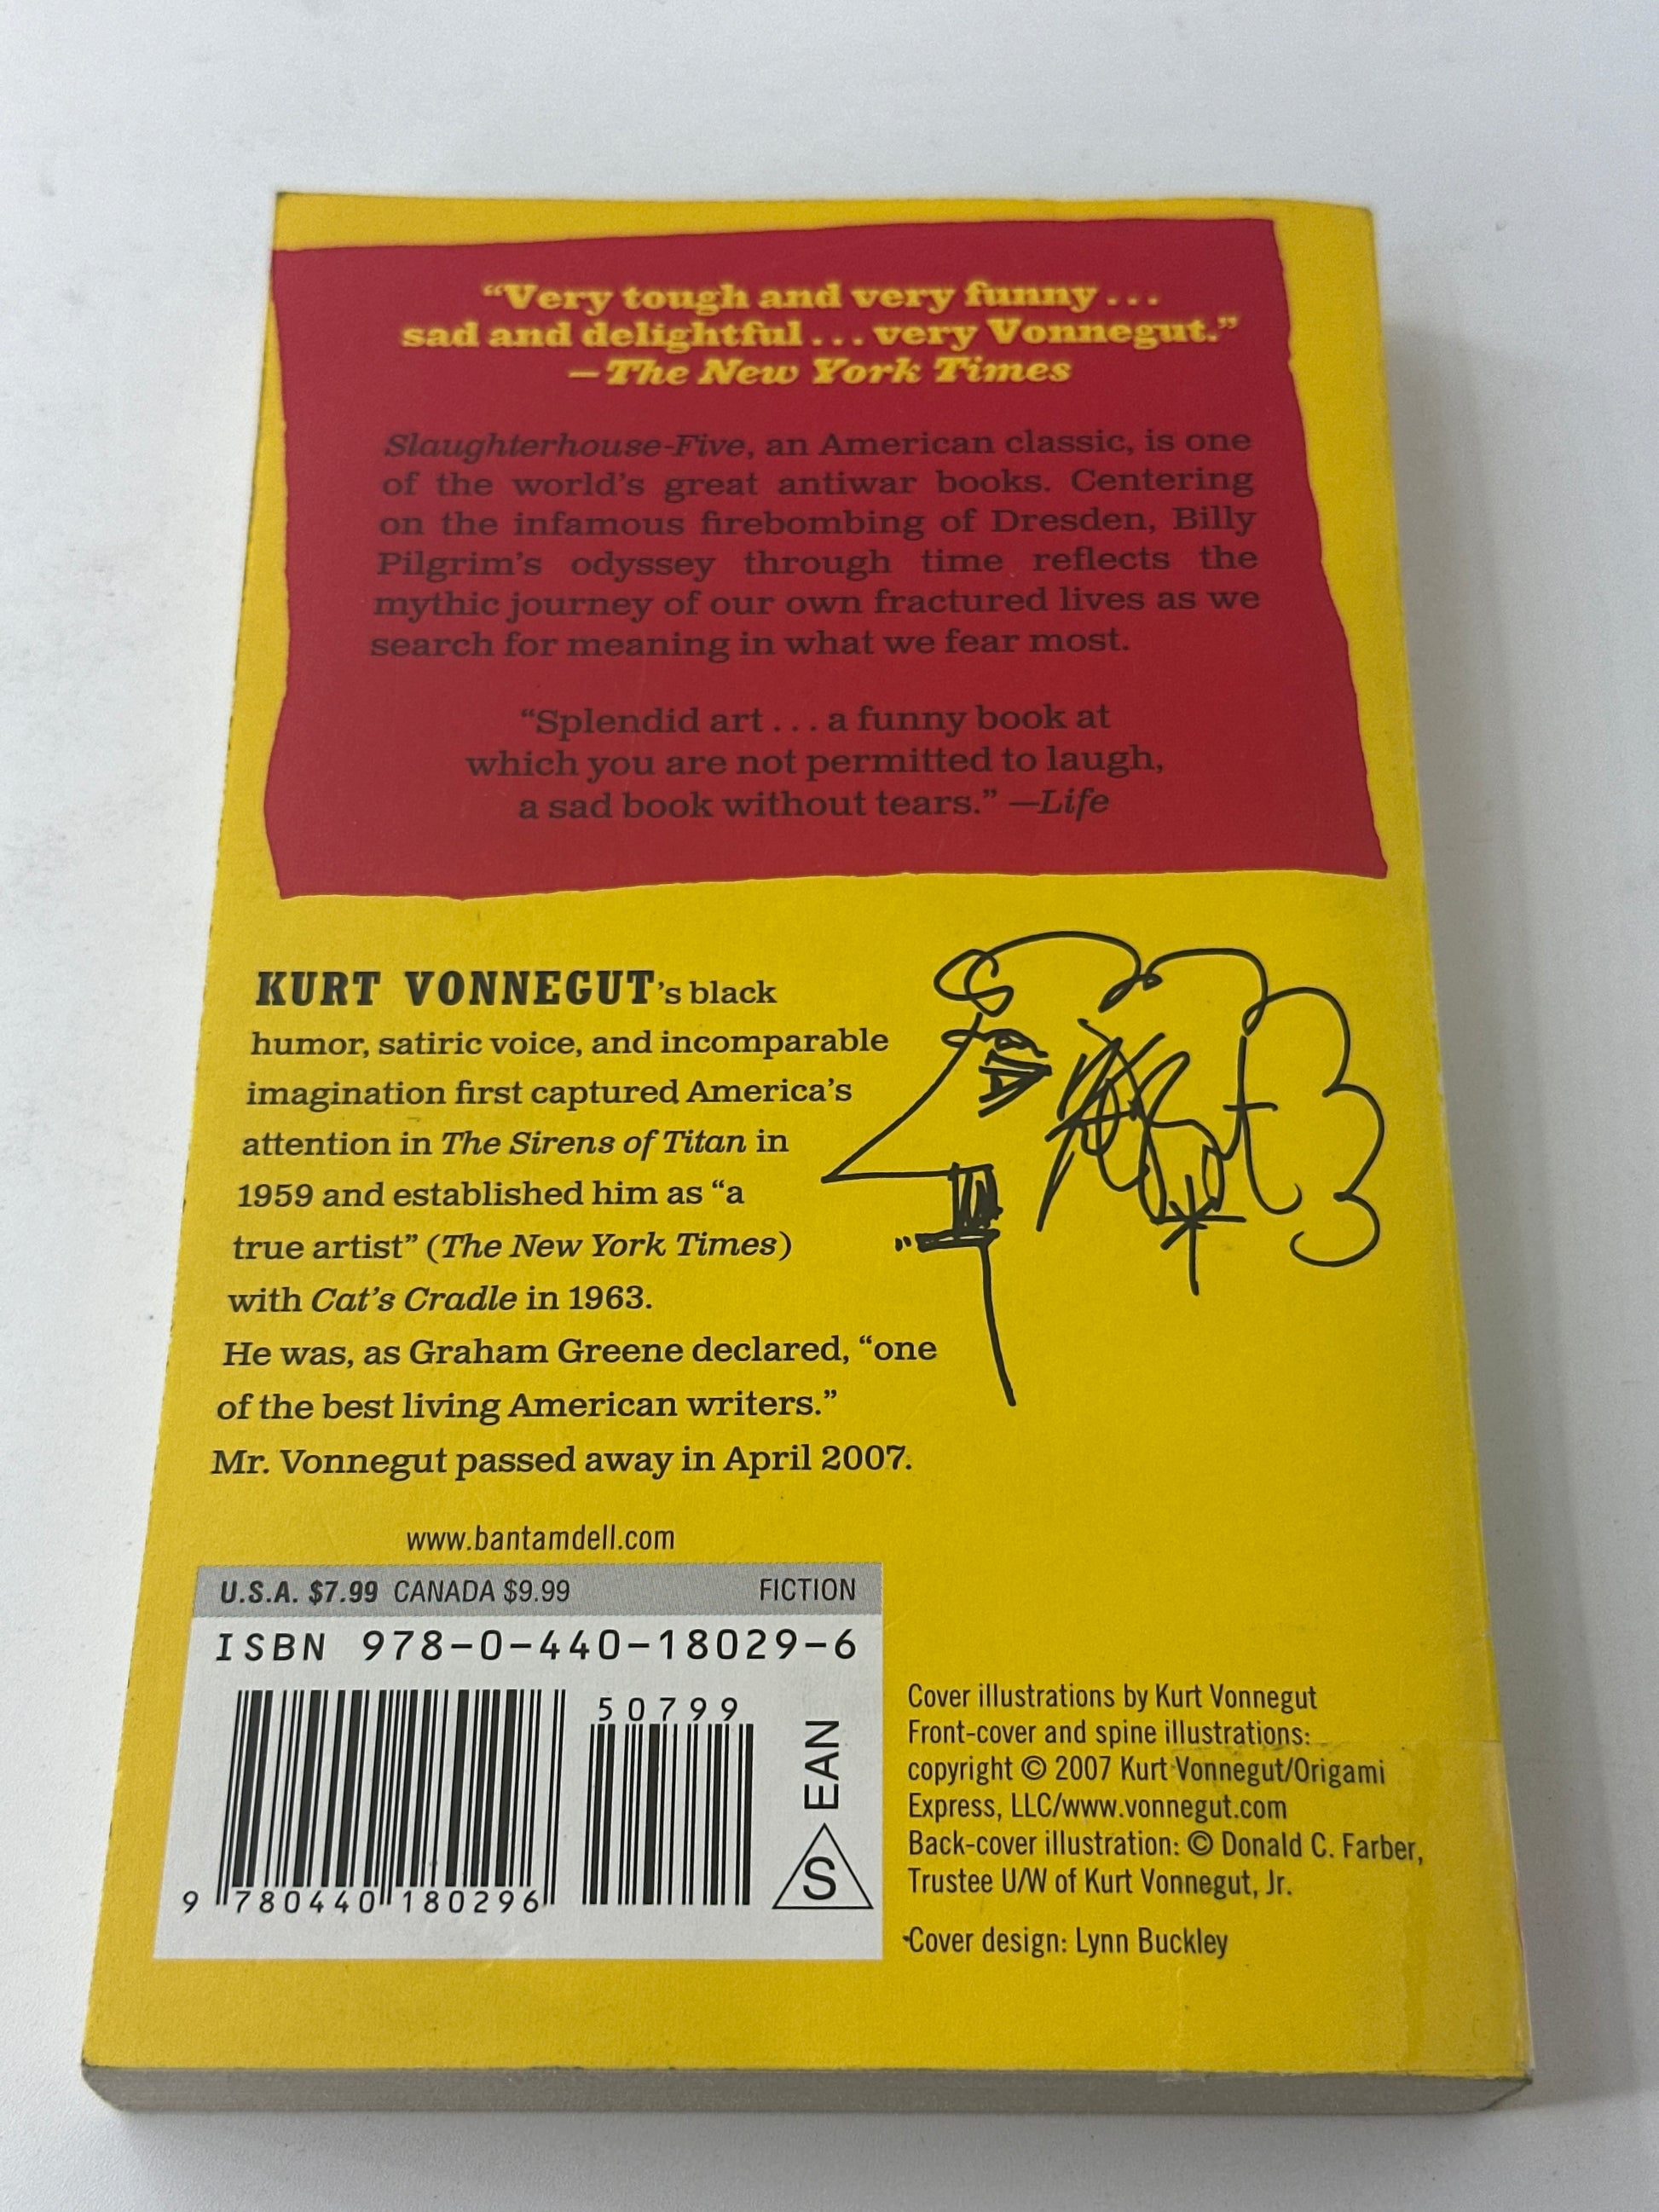 “Very tough and very funny . . .
sad and delightful . . . very Vonnegut.”
—The New York Times
Slaughterhouse-Five, an American classic, is one
of the world’s great antiwar books. Centering
on the infamous firebombing of Dresden, Billy
Pilgrim’s odyssey through time reflects the
mythic journey of our own fractured lives as we
search for meaning in what we fear most.
“Splendid art . . . a funny book at
which you are not permitted to laugh,
a sad book without tears.” —Life
KURT VONNEGUT’s black
humor, satiric voice, and incomparable
imagination first captured America’s
attention in The Sirens of Titan in
1959 and established him as “a
true artist” (The New York Times)
with Cat’s Cradle in 1963.
He was, as Graham Greene declared, “one
of the best living American writers.”
Mr. Vonnegut passed away in April 2007.
www.bantamdell.com
U.S.A. $7.99 CANADA $9.99 FICTION
ISBN 978-0-440-18029-6
50799
9 780440 180296
EAN
S
Cover illustrations by Kurt Vonnegut
Front-cover and spine illustrations:
copyright © 2007 Kurt Vonnegut/Origami
Express, LLC/www.vonnegut.com
Back-cover illustration: © Donald C. Farber,
Trustee U/W of Kurt Vonnegut, Jr.
Cover design: Lynn Buckley